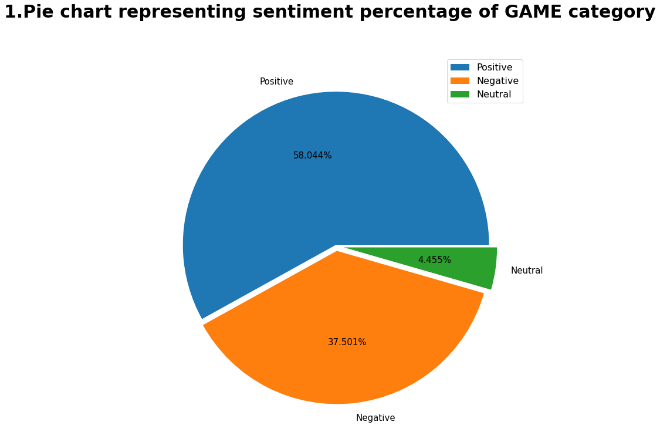 1.Pie chart representing sentiment percentage of GAME category
Positive
Negative
Neutral
Positive
58.044%
4.455%
Neutral
37.501%
Negative